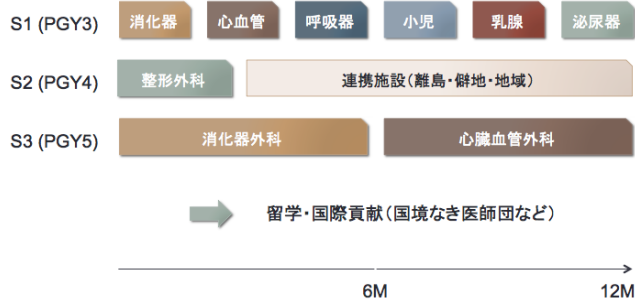 S1 (PGY3) 消化器 心血管 呼吸器 小児 乳腺 泌尿器
S2 (PGY4) 整形外科 連携施設(離島・僻地・地域)
S3 (PGY5) 消化器外科 心臓血管外科
留学・国際貢献(国境なき医師団など)
6M 12M